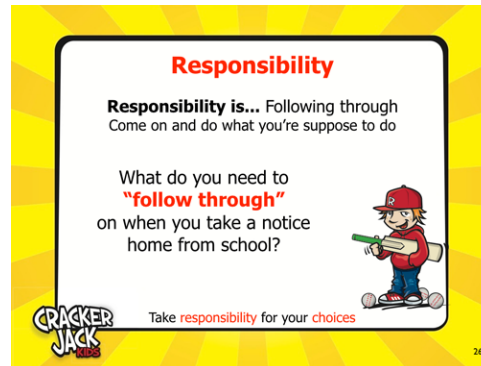 Responsibility
Responsibility is... Following through
Come on and do what you're suppose to do
What do you need to
“follow through”
on when you take a notice
home from school?
R
CRACKER
JACK
KIDS
Take responsibility for your choices
26